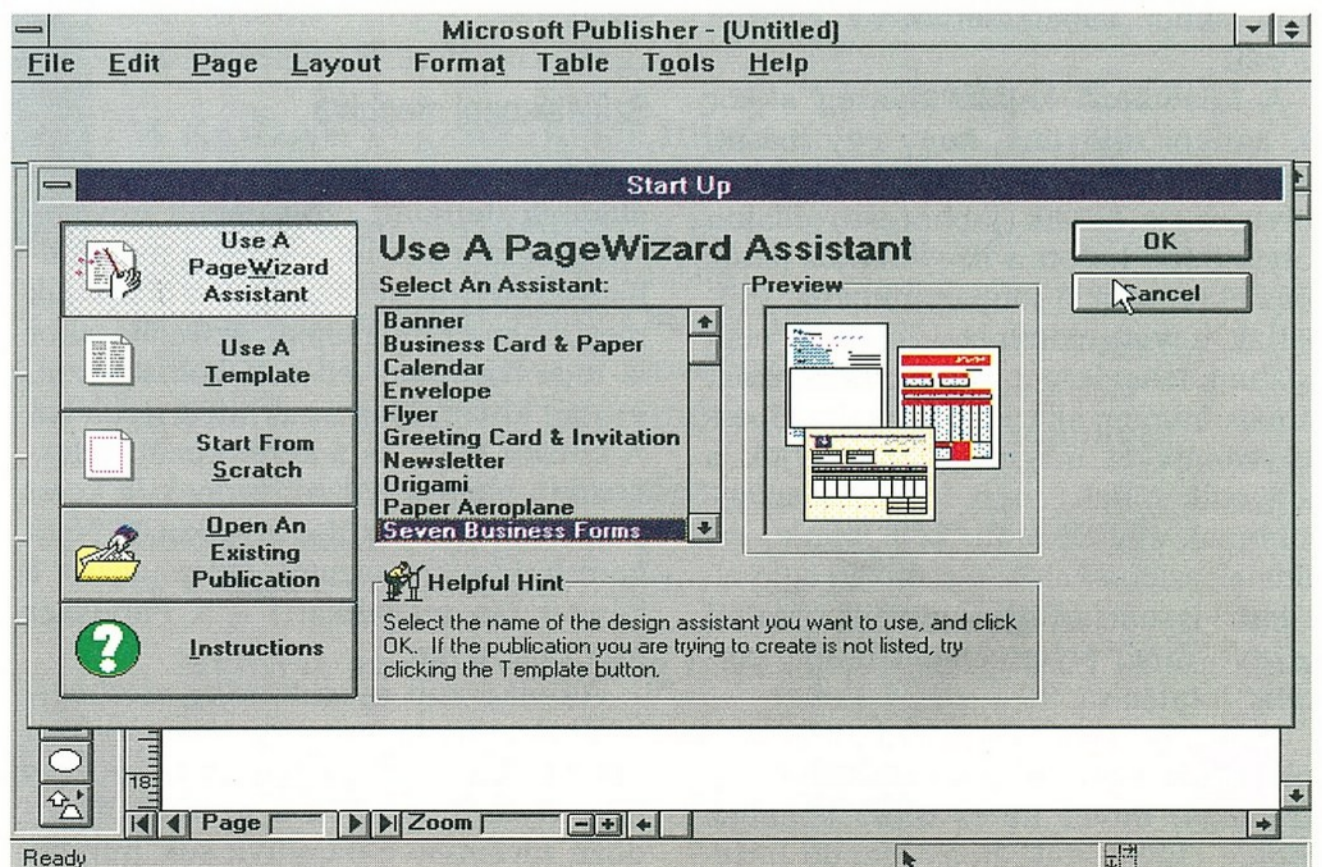 Microsoft Publisher - (Untitled)
File Edit Page Layout Format Table Tools Help
Start Up
Use A
PageWizard
Assistant
Use A
Template
Start From
Scratch
Open An
Existing
Publication
Instructions
Use A PageWizard Assistant
Select An Assistant:
Banner
Business Card & Paper
Calendar
Envelope
Flyer
Greeting Card & Invitation
Newsletter
Origami
Paper Aeroplane
Seven Business Forms
Preview
OK
Cancel
Helpful Hint
Select the name of the design assistant you want to use, and click
OK. If the publication you are trying to create is not listed, try
clicking the Template button.
18
Page Zoom
Ready